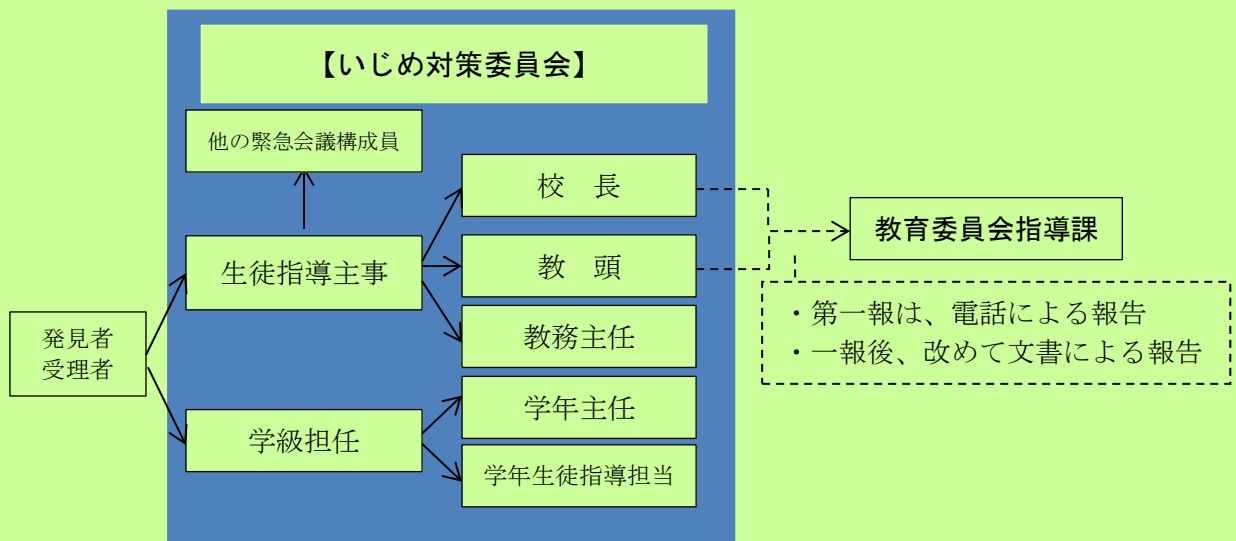 【いじめ対策委員会】
他の緊急会議構成員
校　長
教育委員会指導課
生徒指導主事
教　頭
・第一報は、電話による報告
・一報後、改めて文書による報告
発見者
受理者
教務主任
学年主任
学級担任
学年生徒指導担当